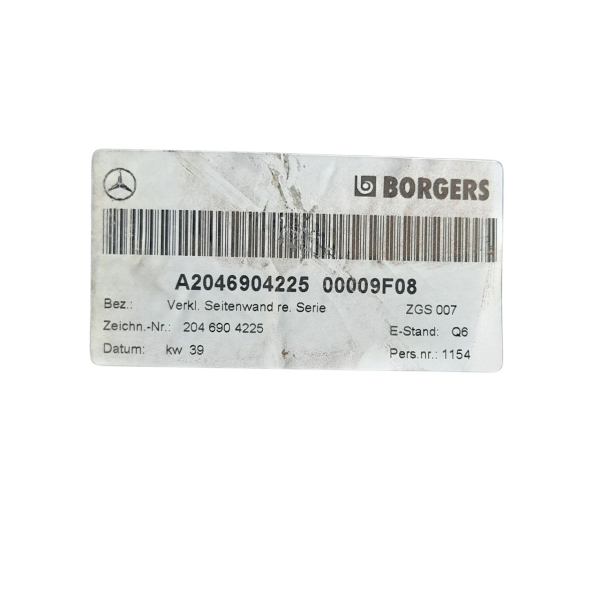 BORGERS
A2046904225 00009F08
Bez.: Verkl. Seitenwand re. Serie ZGS 007
Zeichn.-Nr.: 204 690 4225 E-Stand: Q6
Datum: kw 39 Pers.nr.: 1154